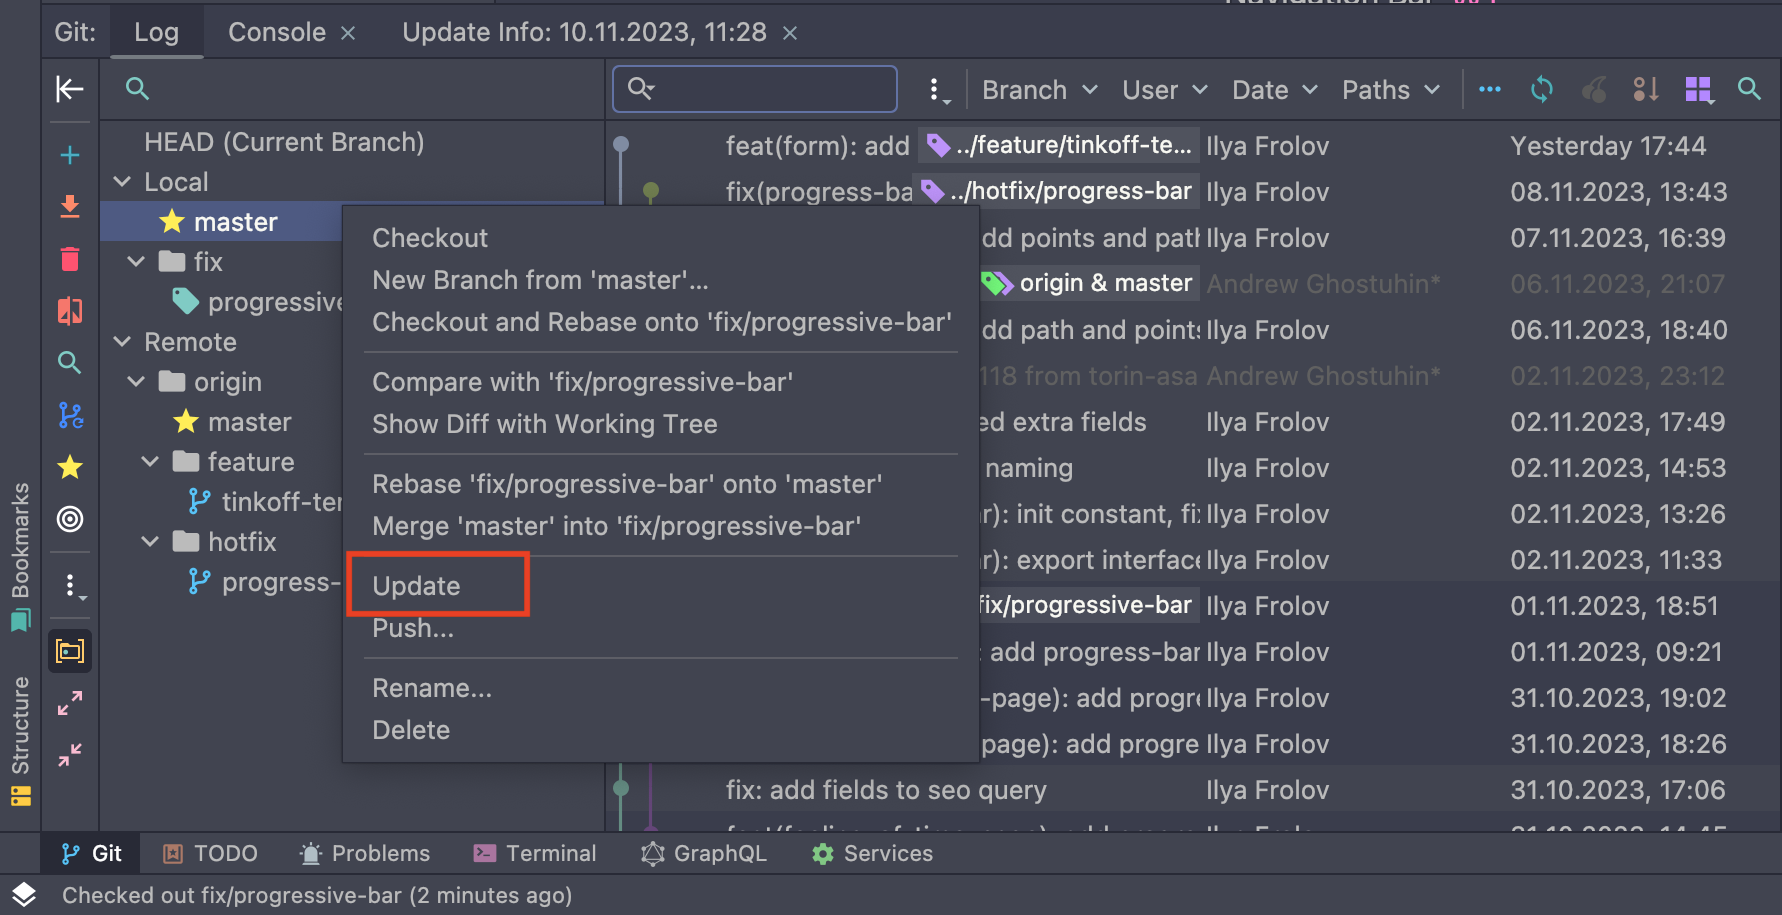 Git:
Log
Console
Update Info: 10.11.2023, 11:28
Branch
User
Date
Paths
HEAD (Current Branch)
Local
master
fix
progressive
Remote
origin
master
feature
tinkoff-ter
hotfix
progress-
Checkout
New Branch from 'master'...
Checkout and Rebase onto 'fix/progressive-bar'
Compare with 'fix/progressive-bar'
Show Diff with Working Tree
Rebase 'fix/progressive-bar' onto 'master'
Merge 'master' into 'fix/progressive-bar'
Update
Push...
Rename...
Delete
feat(form): add ../feature/tinkoff-te... Ilya Frolov Yesterday 17:44
fix(progress-ba ../hotfix/progress-bar Ilya Frolov 08.11.2023, 13:43
dd points and path Ilya Frolov 07.11.2023, 16:39
origin & master Andrew Ghostuhin* 06.11.2023, 21:07
dd path and points Ilya Frolov 06.11.2023, 18:40
118 from torin-asa Andrew Ghostuhin* 02.11.2023, 23:12
ed extra fields Ilya Frolov 02.11.2023, 17:49
naming Ilya Frolov 02.11.2023, 14:53
r): init constant, fix Ilya Frolov 02.11.2023, 13:26
r): export interface Ilya Frolov 02.11.2023, 11:33
fix/progressive-bar 01.11.2023, 18:51
: add progress-bar Ilya Frolov 01.11.2023, 09:21
-page): add progre Ilya Frolov 31.10.2023, 19:02
page): add progre Ilya Frolov 31.10.2023, 18:26
fix: add fields to seo query Ilya Frolov 31.10.2023, 17:06
Bookmarks
Structure
Git
TODO
Problems
Terminal
GraphQL
Services
Checked out fix/progressive-bar (2 minutes ago)